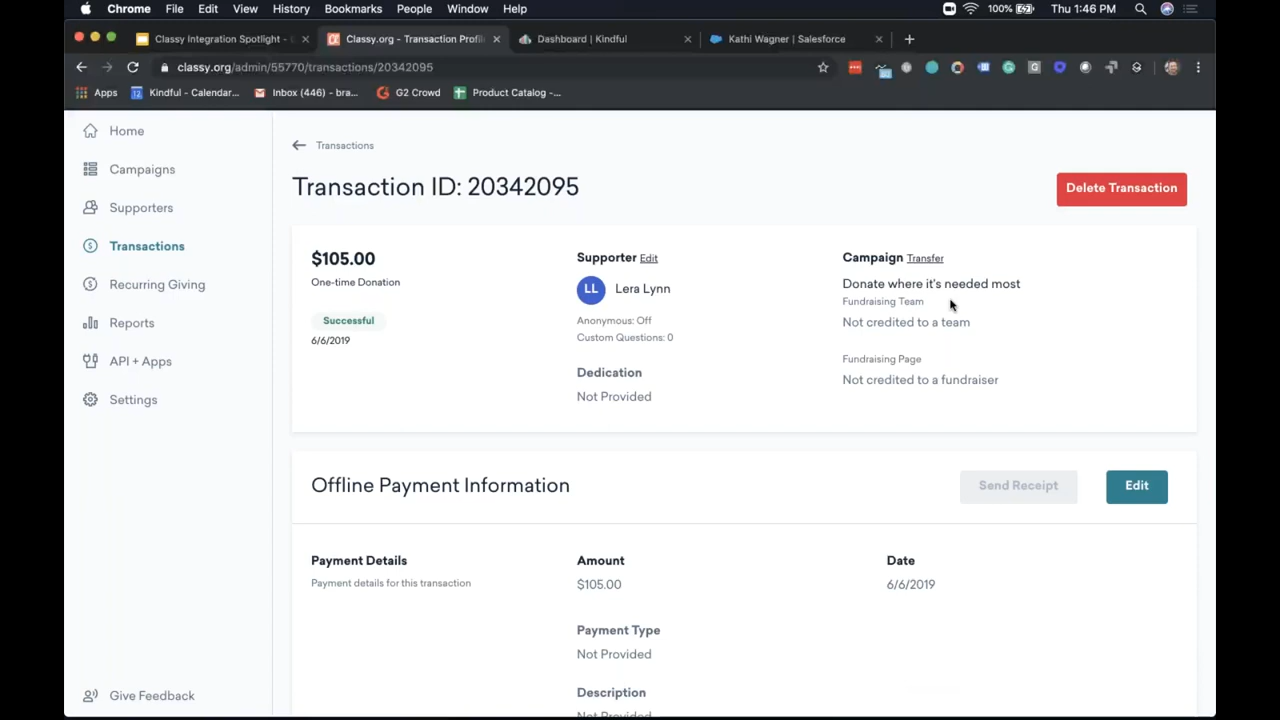 Chrome File Edit View History Bookmarks People Window Help 100% Thu 1:46 PM
Classy Integration Spotlight - Classy.org - Transaction Profil Dashboard | Kindful Kathi Wagner | Salesforce
classy.org/admin/55770/transactions/20342095
Apps Kindful - Calendar... Inbox (446) - bra... G2 Crowd Product Catalog -...
Home
Campaigns
Supporters
Transactions
Recurring Giving
Reports
API + Apps
Settings
Give Feedback
Transactions
Transaction ID: 20342095
Delete Transaction
$105.00
One-time Donation
Successful
6/6/2019
Supporter Edit
LL Lera Lynn
Anonymous: Off
Custom Questions: 0
Dedication
Not Provided
Campaign Transfer
Donate where it's needed most
Fundraising Team
Not credited to a team
Fundraising Page
Not credited to a fundraiser
Offline Payment Information
Send Receipt
Edit
Payment Details
Payment details for this transaction
Amount
$105.00
Date
6/6/2019
Payment Type
Not Provided
Description
Not Provided